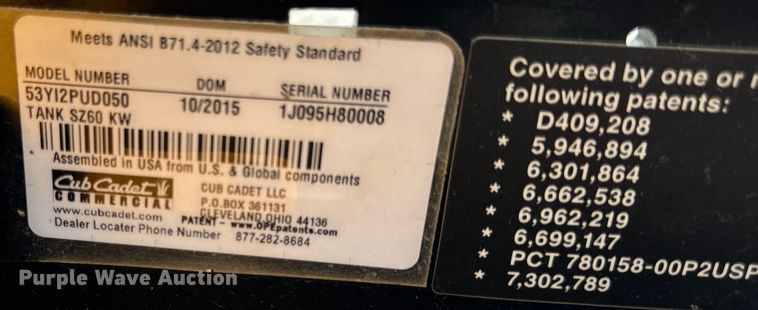 Meets ANSI B71.4-2012 Safety Standard
MODEL NUMBER DOM SERIAL NUMBER
53YI2PUD050 10/2015 1J095H80008
TANK SZ60 KW
* Assembled in USA from U.S. & Global components
Cub Cadet
COMMERCIAL
CUB CADET LLC
P.O.BOX 361131
CLEVELAND,OHIO 44136
www.cubcadet.com
PATENT - www.OPEpatents.com
Dealer Locater Phone Number 877-282-8684
Covered by one or
following patents:
* D409,208
* 5,946,894
* 6,301,864
* 6,662,538
* 6,962,219
* 6,699,147
* PCT 780158-00P2USP
* 7,302,789
Purple Wave Auction